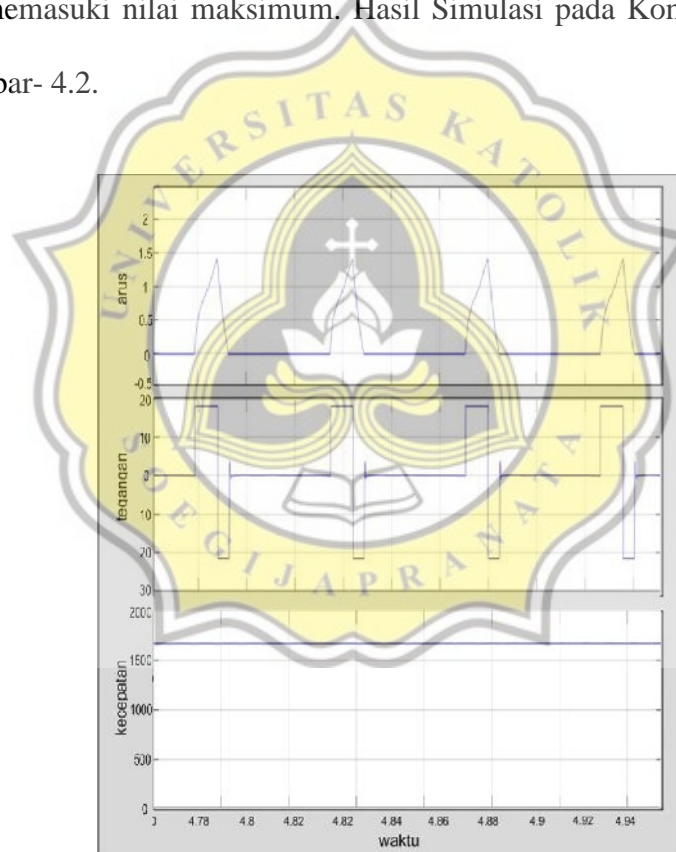 memasuki nilai maksimum. Hasil Simulasi pada Kon
bar- 4.2.
UNIVERSITAS KATOLIK
SOEGIJAPRANATA
arus
2
1.5
1
0.5
0
-0.5
tegangan
20
10
0
10
20
30
kecepatan
2000
1500
1000
500
0
4.78 4.8 4.82 4.82 4.84 4.86 4.88 4.9 4.92 4.94
waktu